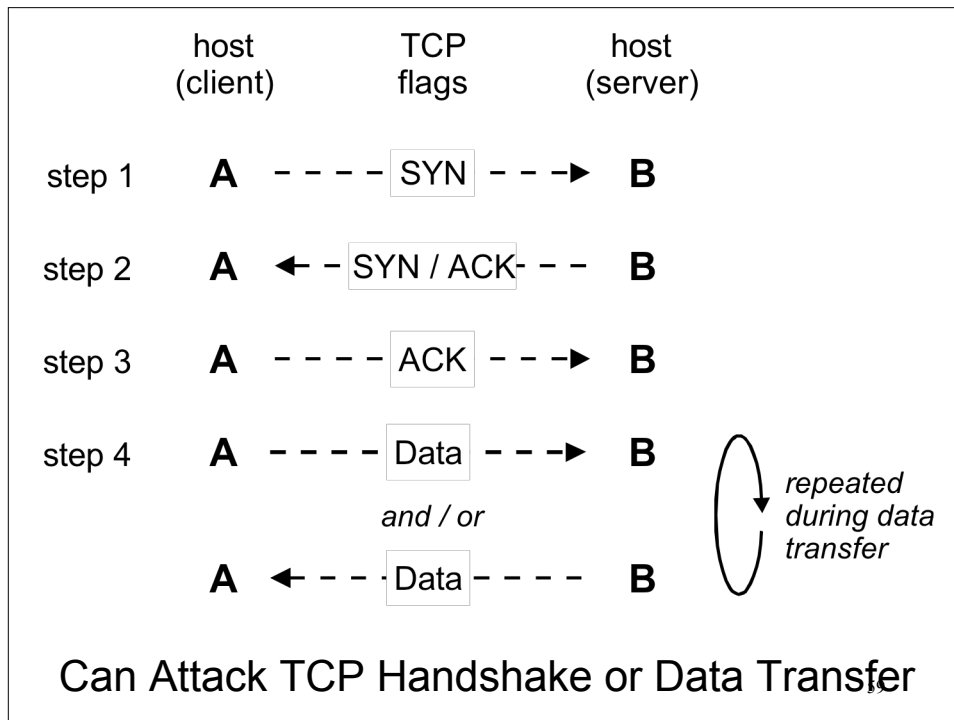 host TCP host
(client) flags (server)
step 1 A SYN B
step 2 A SYN / ACK B
step 3 A ACK B
step 4 A Data B
and / or
repeated
during data
transfer
A Data B
Can Attack TCP Handshake or Data Transfer
59